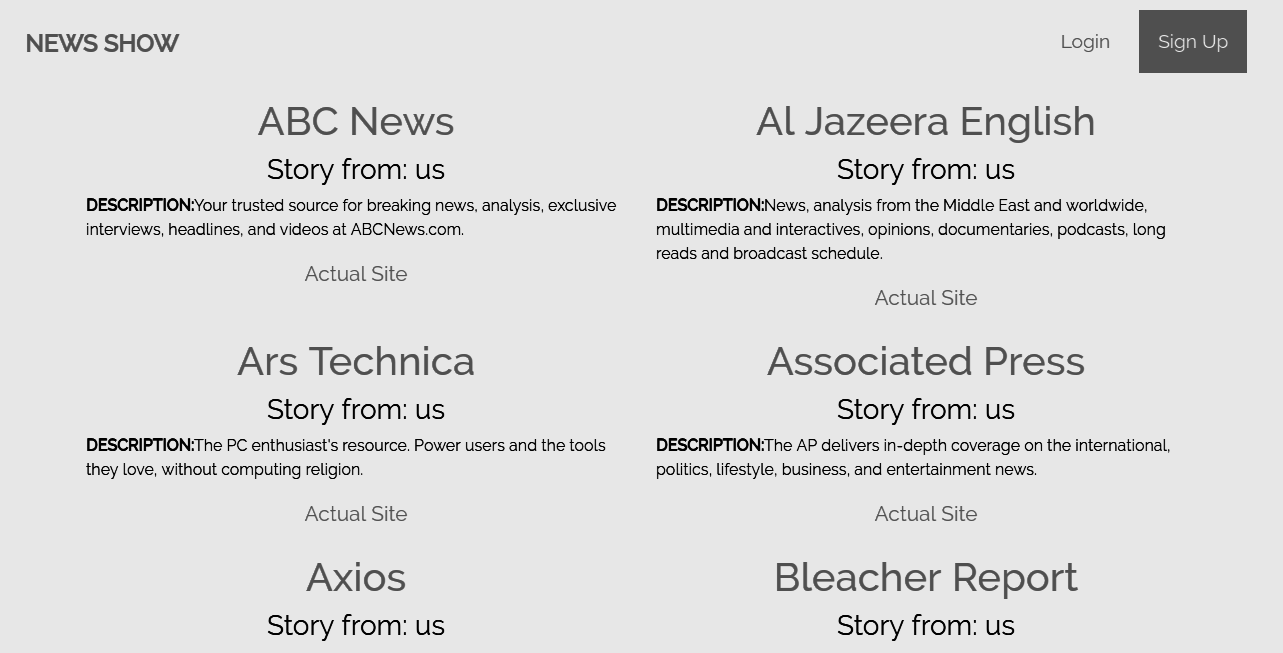 NEWS SHOW
Login
Sign Up
ABC News
Story from: us
DESCRIPTION:Your trusted source for breaking news, analysis, exclusive
interviews, headlines, and videos at ABCNews.com.
Actual Site
Al Jazeera English
Story from: us
DESCRIPTION:News, analysis from the Middle East and worldwide,
multimedia and interactives, opinions, documentaries, podcasts, long
reads and broadcast schedule.
Actual Site
Ars Technica
Story from: us
DESCRIPTION:The PC enthusiast's resource. Power users and the tools
they love, without computing religion.
Actual Site
Associated Press
Story from: us
DESCRIPTION:The AP delivers in-depth coverage on the international,
politics, lifestyle, business, and entertainment news.
Actual Site
Axios
Story from: us
Bleacher Report
Story from: us